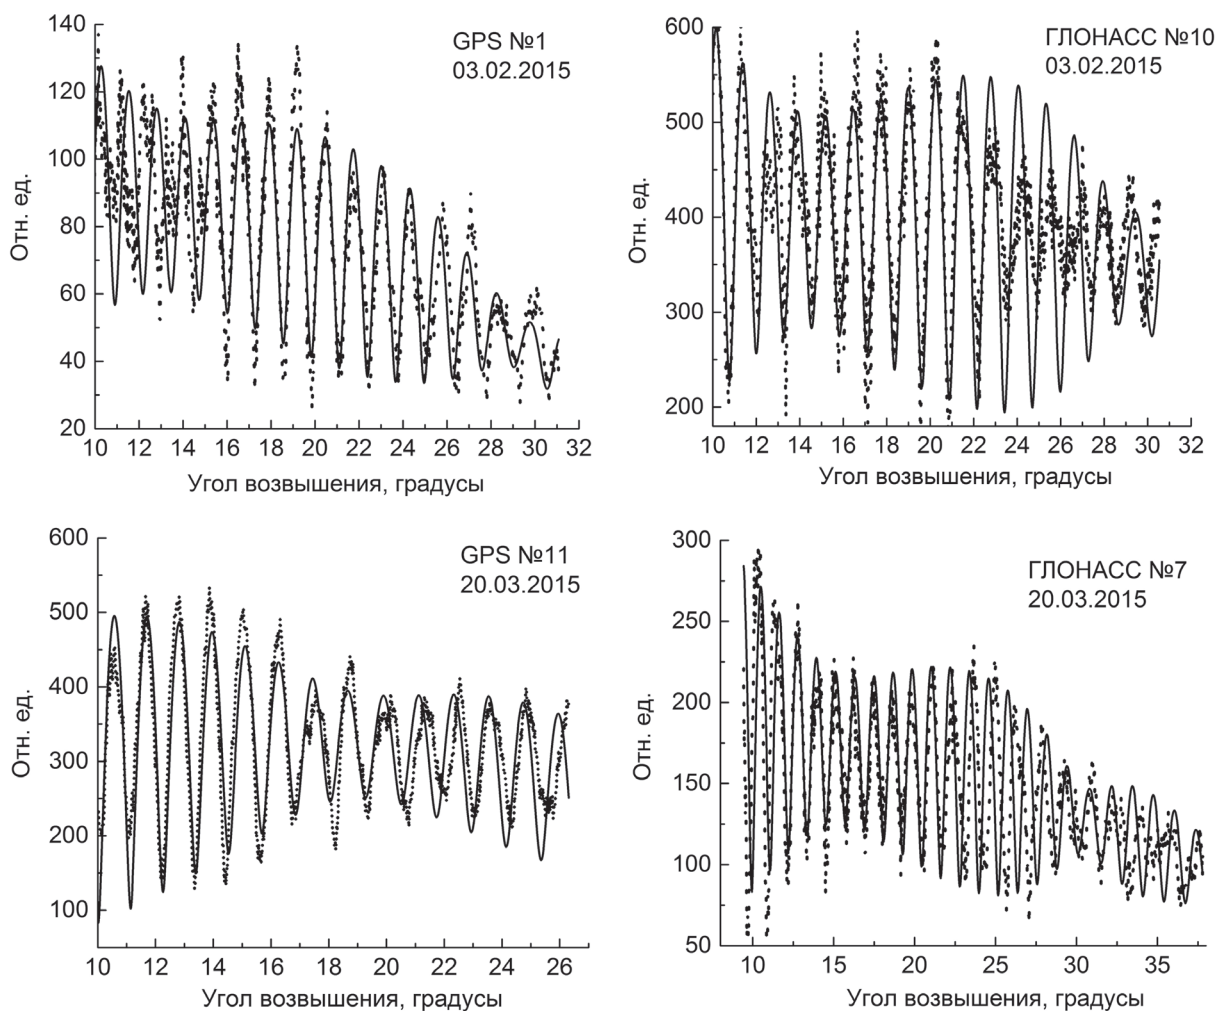 140
120
100
80
60
40
20
Отн. ед.
GPS №1
03.02.2015
10 12 14 16 18 20 22 24 26 28 30 32
Угол возвышения, градусы
600
500
400
300
200
Отн. ед.
ГЛОНАСС №10
03.02.2015
10 12 14 16 18 20 22 24 26 28 30 32
Угол возвышения, градусы
600
500
400
300
200
100
Отн. ед.
GPS №11
20.03.2015
10 12 14 16 18 20 22 24 26
Угол возвышения, градусы
300
250
200
150
100
50
Отн. ед.
ГЛОНАСС №7
20.03.2015
10 15 20 25 30 35
Угол возвышения, градусы